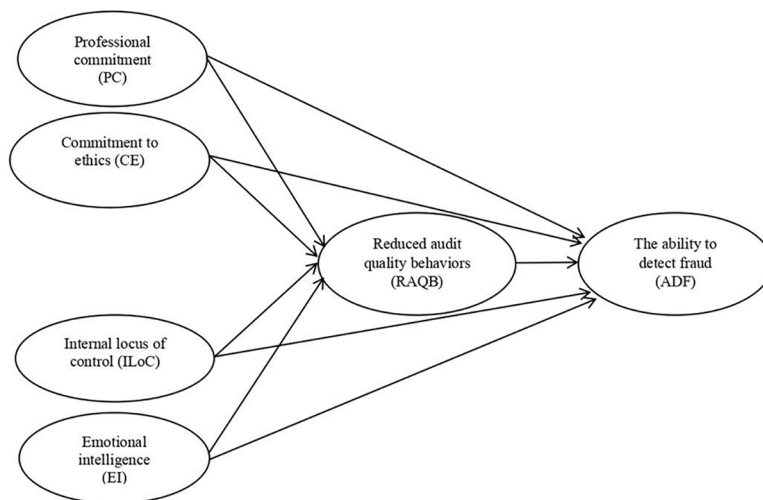 Professional
commitment
(PC)
Commitment to
ethics (CE)
Reduced audit
quality behaviors
(RAQB)
The ability to
detect fraud
(ADF)
Internal locus of
control (ILoC)
Emotional
intelligence
(EI)